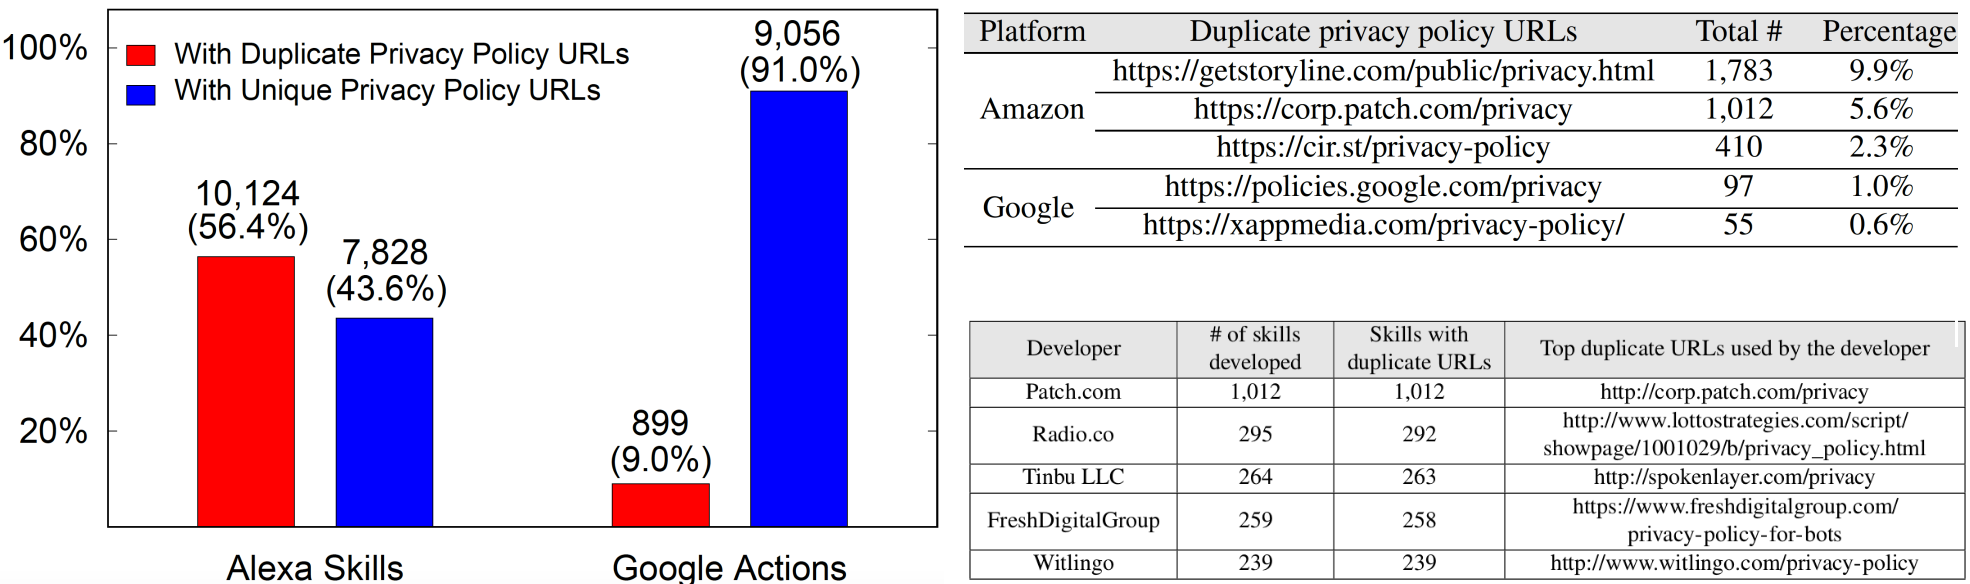 100%
80%
60%
40%
20%
With Duplicate Privacy Policy URLs
With Unique Privacy Policy URLs
10,124
(56.4%)
7,828
(43.6%)
899
(9.0%)
9,056
(91.0%)
Alexa Skills
Google Actions
Platform Duplicate privacy policy URLs Total # Percentage
Amazon
https://getstoryline.com/public/privacy.html 1,783 9.9%
https://corp.patch.com/privacy 1,012 5.6%
https://cir.st/privacy-policy 410 2.3%
Google
https://policies.google.com/privacy 97 1.0%
https://xappmedia.com/privacy-policy/ 55 0.6%
Developer
# of skills
developed
Skills with
duplicate URLs
Top duplicate URLs used by the developer
Patch.com 1,012 1,012 http://corp.patch.com/privacy
Radio.co 295 292
http://www.lottostrategies.com/script/
showpage/1001029/b/privacy_policy.html
Tinbu LLC 264 263 http://spokenlayer.com/privacy
FreshDigitalGroup 259 258
https://www.freshdigitalgroup.com/
privacy-policy-for-bots
Witlingo 239 239 http://www.witlingo.com/privacy-policy